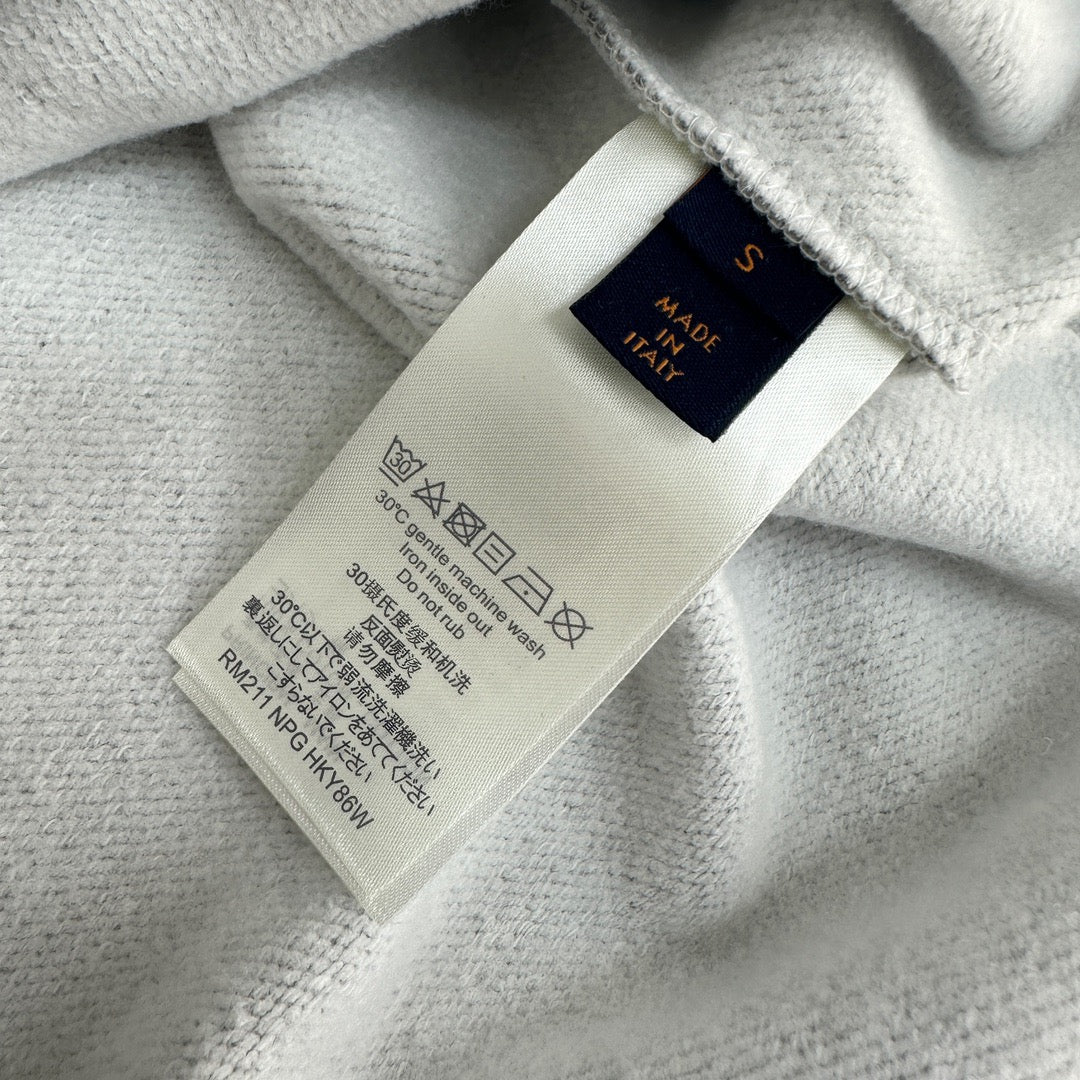 S
MADE
IN
ITALY
30
30°C gentle machine wash
Iron inside out
Do not rub
30摄氏度缓和机洗
反面熨烫
请勿摩擦
30°C以下で弱流洗濯機洗い
裏返しにしてアイロンをあててください
こすらないでください
RM211 NPG HKY86W